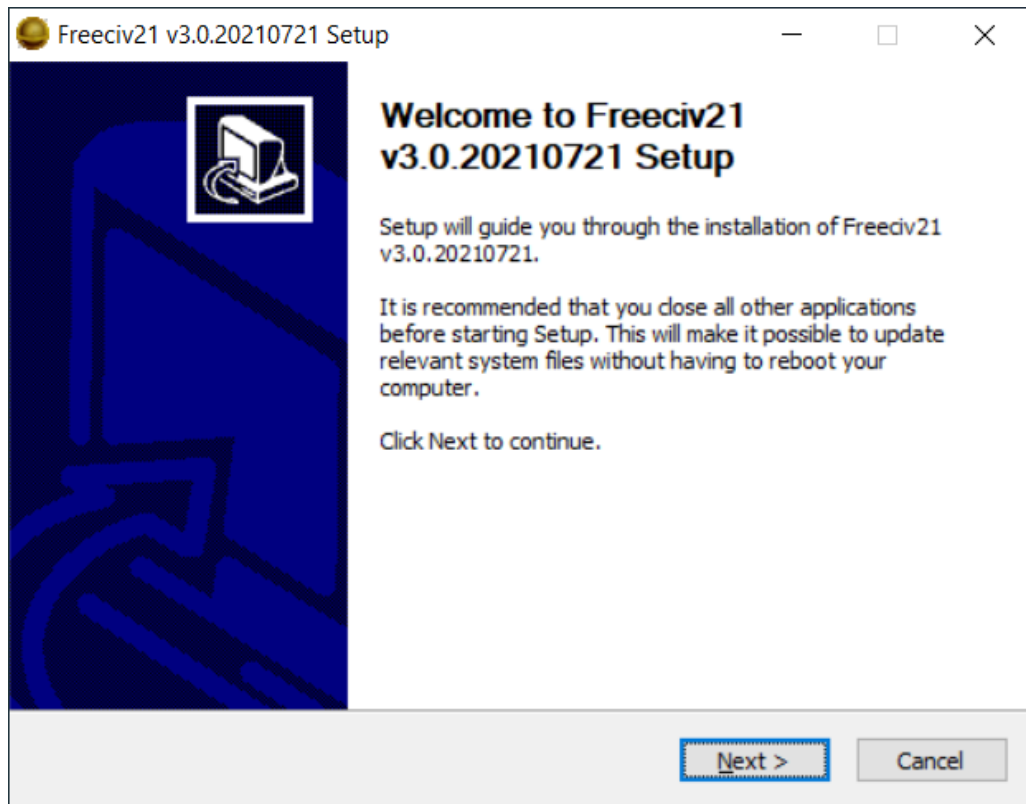 Freeciv21 v3.0.20210721 Setup
Welcome to Freeciv21
v3.0.20210721 Setup
Setup will guide you through the installation of Freeciv21
v3.0.20210721.
It is recommended that you close all other applications
before starting Setup. This will make it possible to update
relevant system files without having to reboot your
computer.
Click Next to continue.
Next >
Cancel